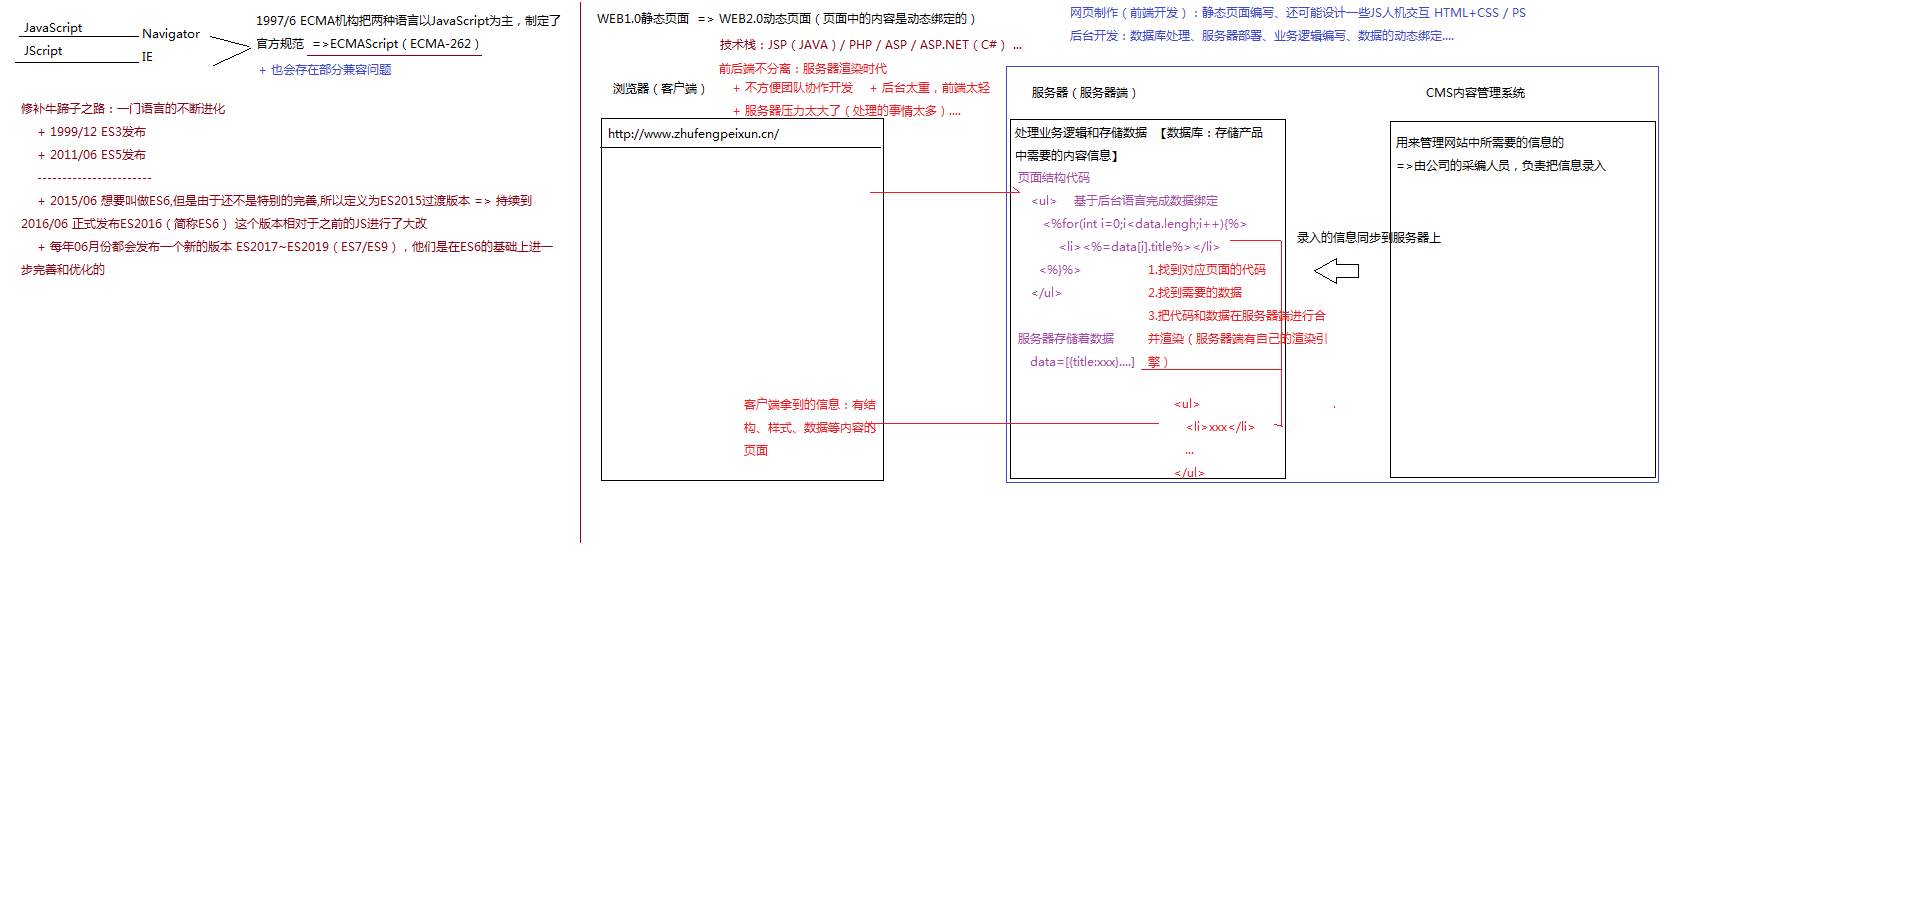 JavaScript
JScript
Navigator
IE
1997/6 ECMA机构把两种语言以JavaScript为主，制定了
官方规范 =>ECMAScript（ECMA-262）
+ 也会存在部分兼容问题
修补牛蹄子之路：一门语言的不断进化
+ 1999/12 ES3发布
+ 2011/06 ES5发布
-----------------------
+ 2015/06 想要叫做ES6,但是由于还不是特别的完善,所以定义为ES2015过渡版本 => 持续到
2016/06 正式发布ES2016（简称ES6） 这个版本相对于之前的JS进行了大改
+ 每年06月份都会发布一个新的版本 ES2017~ES2019（ES7/ES9），他们是在ES6的基础上进一
步完善和优化的
WEB1.0静态页面 => WEB2.0动态页面（页面中的内容是动态绑定的）
技术栈：JSP（JAVA）/ PHP / ASP / ASP.NET（C#） ...
前后端不分离：服务器渲染时代
+ 不方便团队协作开发 + 后台太重，前端太轻
+ 服务器压力太大了（处理的事情太多）....
浏览器（客户端）
http://www.zhufengpeixun.cn/
客户端拿到的信息：有结
构、样式、数据等内容的
页面
网页制作（前端开发）：静态页面编写、还可能设计一些JS人机交互 HTML+CSS / PS
后台开发：数据库处理、服务器部署、业务逻辑编写、数据的动态绑定....
服务器（服务器端）
处理业务逻辑和存储数据 【数据库：存储产品
中需要的内容信息】
页面结构代码
<ul> 基于后台语言完成数据绑定
<%for(int i=0;i<data.lengh;i++){%>
<li><%=data[i].title%></li>
<%}%>
</ul>
1.找到对应页面的代码
2.找到需要的数据
3.把代码和数据在服务器端进行合
并渲染（服务器端有自己的渲染引
擎）
服务器存储着数据
data=[{title:xxx}....]
<ul>
<li>xxx</li>
...
</ul>
录入的信息同步到服务器上
CMS内容管理系统
用来管理网站中所需要的信息的
=>由公司的采编人员，负责把信息录入